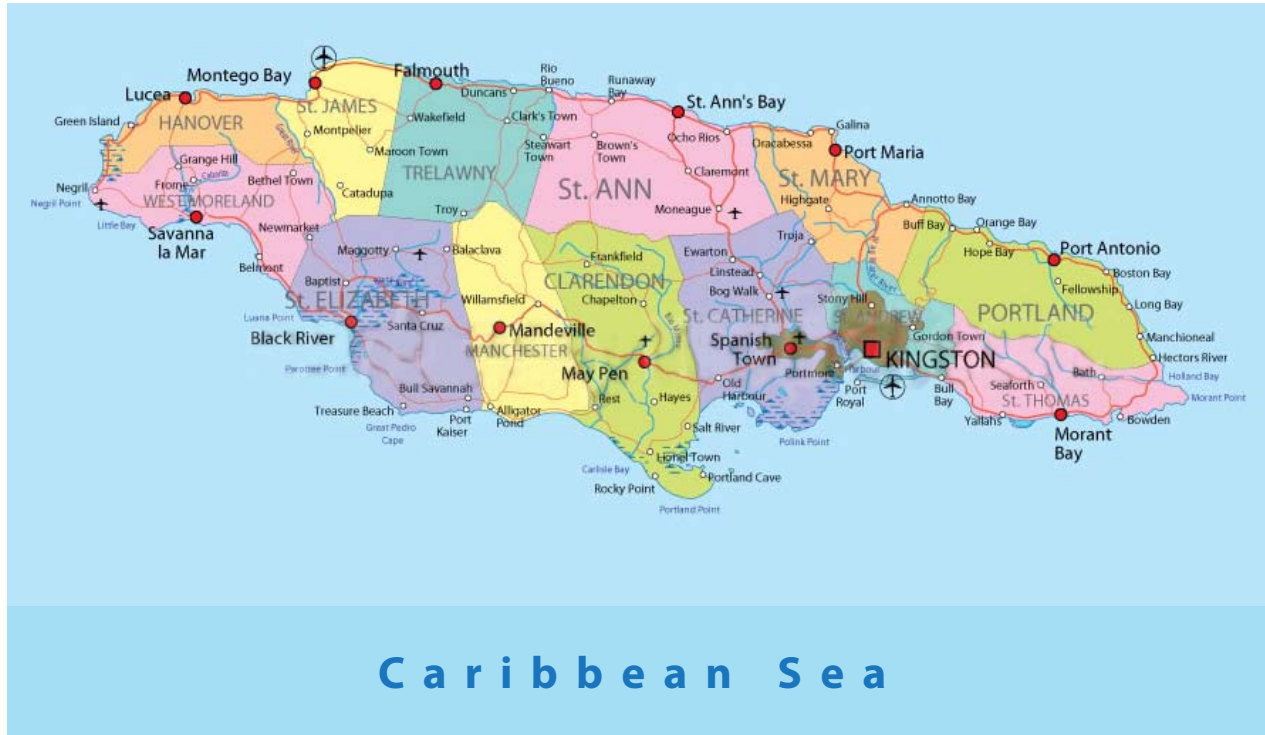 Montego Bay
Falmouth
Rio
Bueno
Runaway
Bay
Lucea
Duncans
St. Ann's Bay
St. JAMES
Green Island
HANOVER
Wakefield
Clark's Town
Galina
Montpelier
Ocho Rios
Oracabessa
Great River
Steawart
Town
Brown's
Town
Port Maria
Maroon Town
Grange Hill
TRELAWNY
Claremont
St. MARY
Frome
Cabarita
Bethel Town
St. ANN
Negril
Catadupa
Highgate
Negril Point
WEST MORELAND
Troy
Moneague
Annotto Bay
Little Bay
Savanna
la Mar
Newmarket
Buff Bay
Orange Bay
Troja
Maggotty
Balaclava
Ewarton
Hope Bay
Port Antonio
Frankfield
Belmont
Linstead
Boston Bay
Baptist
CLARENDON
Fellowship
St. ELIZABETH
Willamsfield
Chapelton
Bog Walk
Stony Hill
Long Bay
Luana Point
Santa Cruz
St. CATHERINE
St. ANDREW
PORTLAND
Black River
Mandeville
Spanish
Town
Gordon Town
Manchioneal
MANCHESTER
KINGSTON
Hectors River
Parottee Point
May Pen
Portmore
Harbour
Bath
Holland Bay
Bull Savannah
Old
Harbour
Port
Royal
Bull
Bay
Seaforth
St. THOMAS
Morant Point
Treasure Beach
Rest
Hayes
Port
Kaiser
Alligator
Pond
Yallahs
Bowden
Great Pedro
Cape
Salt River
Polink Point
Morant
Bay
Lionel Town
Carlisle Bay
Portland Cave
Rocky Point
Portland Point
Caribbean Sea